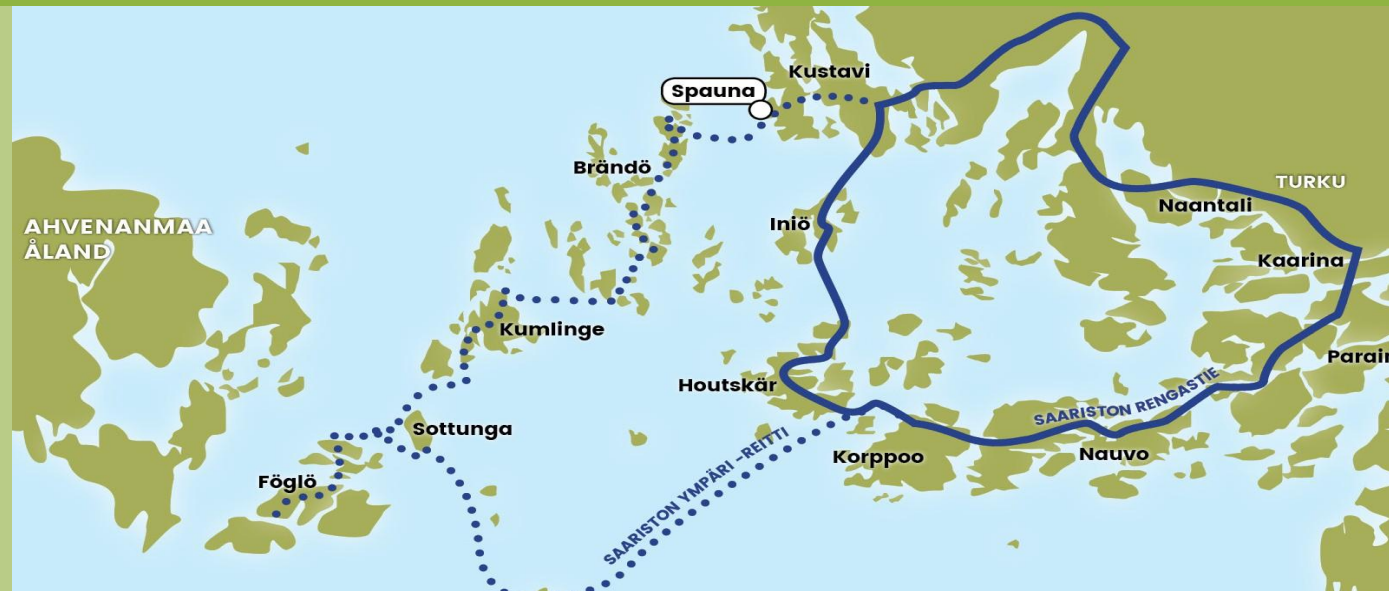 Kustavi
Spauna
Brändö
TURKU
Naantali
AHVENANMAA
ÅLAND
Iniö
Kaarina
Kumlinge
Parain
Houtskär
SAARISTON RENGASTIE
Sottunga
SAARISTON YMPÄRI -REITTI
Korppoo
Nauvo
Föglö